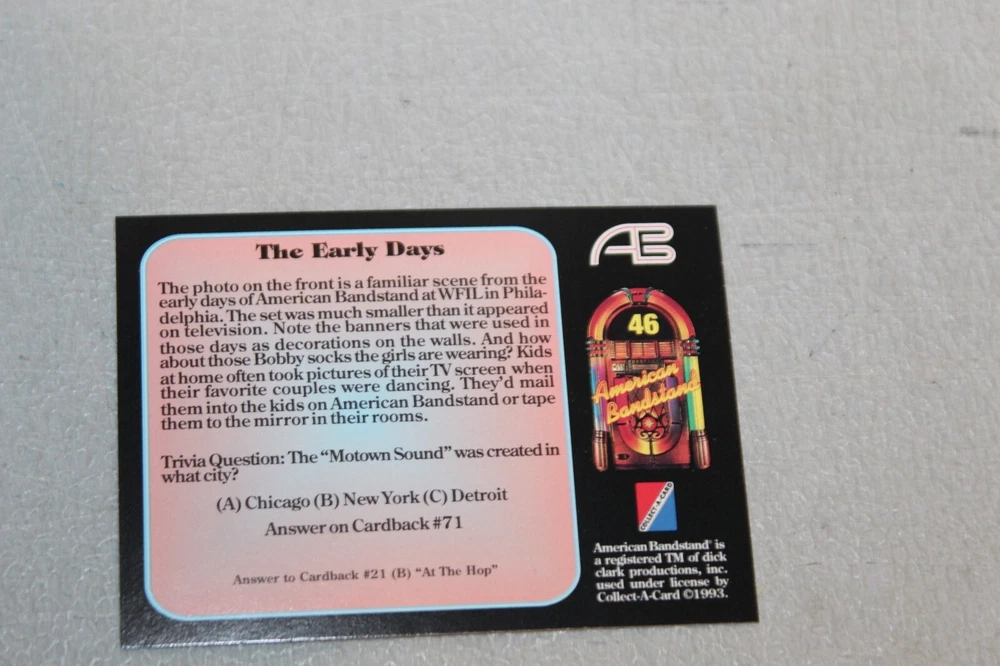 The Early Days
The photo on the front is a familiar scene from the
early days of American Bandstand at WFIL in Phila-
delphia. The set was much smaller than it appeared
on television. Note the banners that were used in
those days as decorations on the walls. And how
about those Bobby socks the girls are wearing? Kids
at home often took pictures of their TV screen when
their favorite couples were dancing. They'd mail
them into the kids on American Bandstand or tape
them to the mirror in their rooms.
Trivia Question: The "Motown Sound" was created in
what city?
(A) Chicago (B) New York (C) Detroit
Answer on Cardback #71
Answer to Cardback #21 (B) "At The Hop"
AB
46
American
Bandstand
COLLECT-A-CARD
American Bandstand® is
a registered TM of dick
clark productions, inc.
used under license by
Collect-A-Card ©1993.